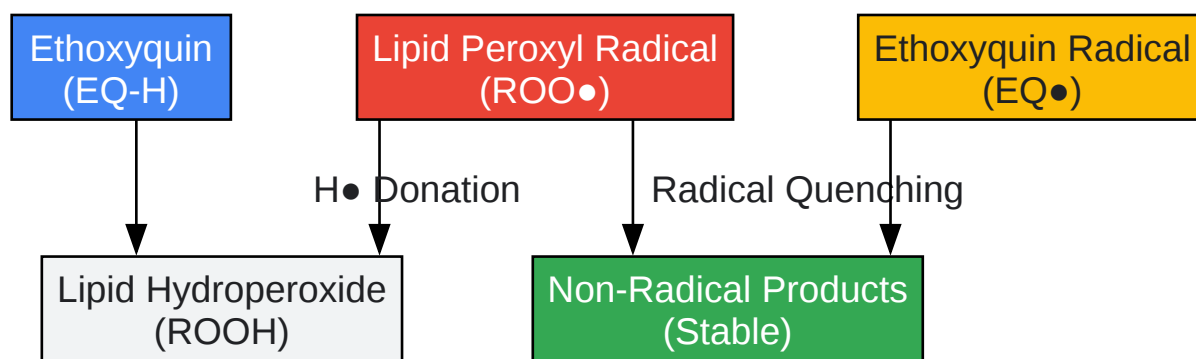 Ethoxyquin
(EQ-H)
Lipid Peroxyl Radical
(ROO●)
Ethoxyquin Radical
(EQ●)
H● Donation
Radical Quenching
Lipid Hydroperoxide
(ROOH)
Non-Radical Products
(Stable)